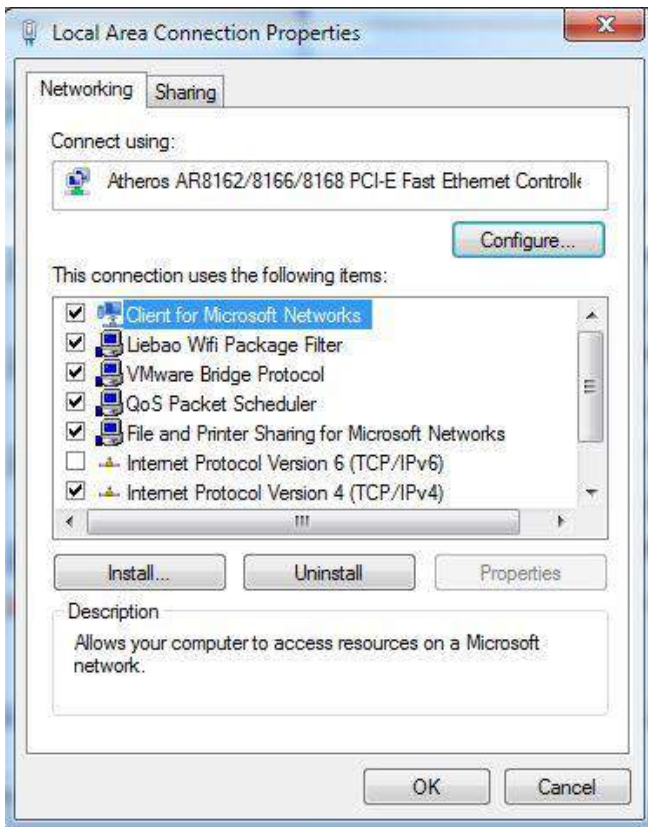 Local Area Connection Properties
Networking
Sharing
Connect using:
Atheros AR8162/8166/8168 PCI-E Fast Ethernet Controlle
Configure...
This connection uses the following items:
Client for Microsoft Networks
Liebao Wifi Package Filter
VMware Bridge Protocol
QoS Packet Scheduler
File and Printer Sharing for Microsoft Networks
Internet Protocol Version 6 (TCP/IPv6)
Internet Protocol Version 4 (TCP/IPv4)
Install...
Uninstall
Properties
Description
Allows your computer to access resources on a Microsoft
network.
OK
Cancel